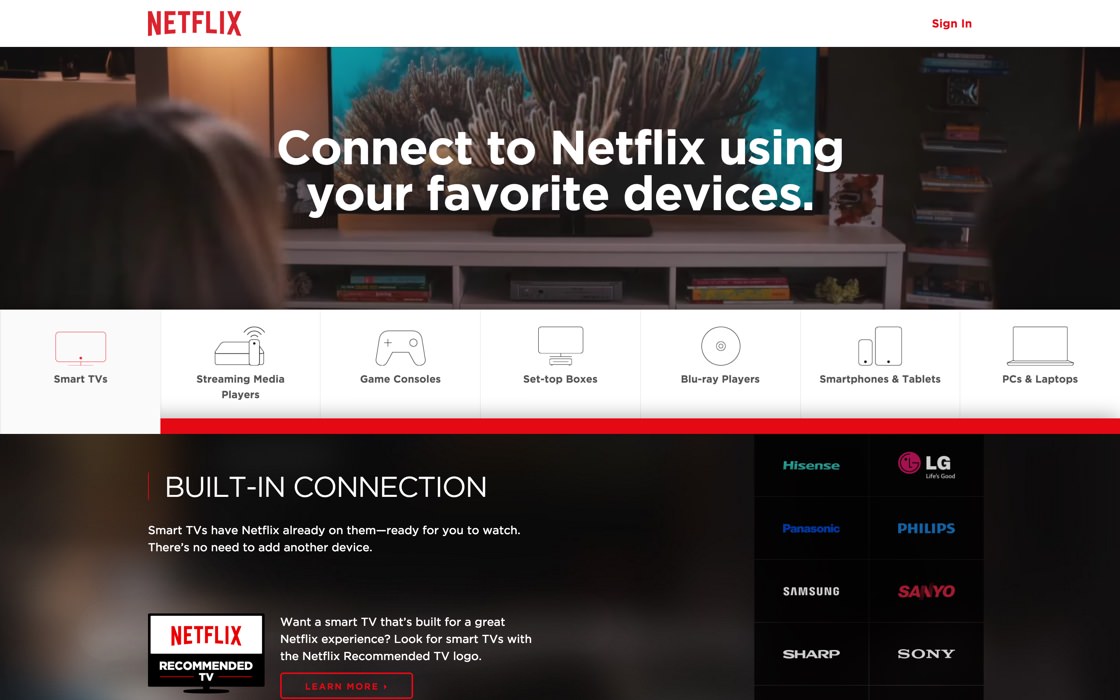 NETFLIX
Sign In
Connect to Netflix using
your favorite devices.
Smart TVs
Streaming Media
Players
Game Consoles
Set-top Boxes
Blu-ray Players
Smartphones & Tablets
PCs & Laptops
BUILT-IN CONNECTION
Smart TVs have Netflix already on them—ready for you to watch.
There's no need to add another device.
NETFLIX
RECOMMENDED
TV
Want a smart TV that's built for a great
Netflix experience? Look for smart TVs with
the Netflix Recommended TV logo.
LEARN MORE ›
Hisense
LG
Life's Good
Panasonic
PHILIPS
SAMSUNG
SANYO
SHARP
SONY